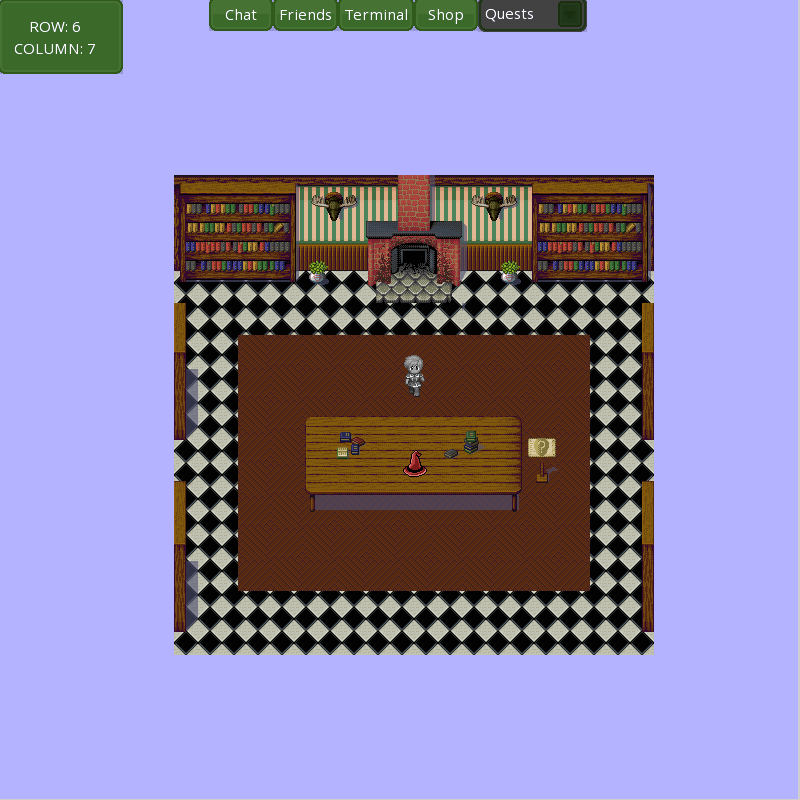 ROW: 6
COLUMN: 7
Chat
Friends
Terminal
Shop
Quests
?